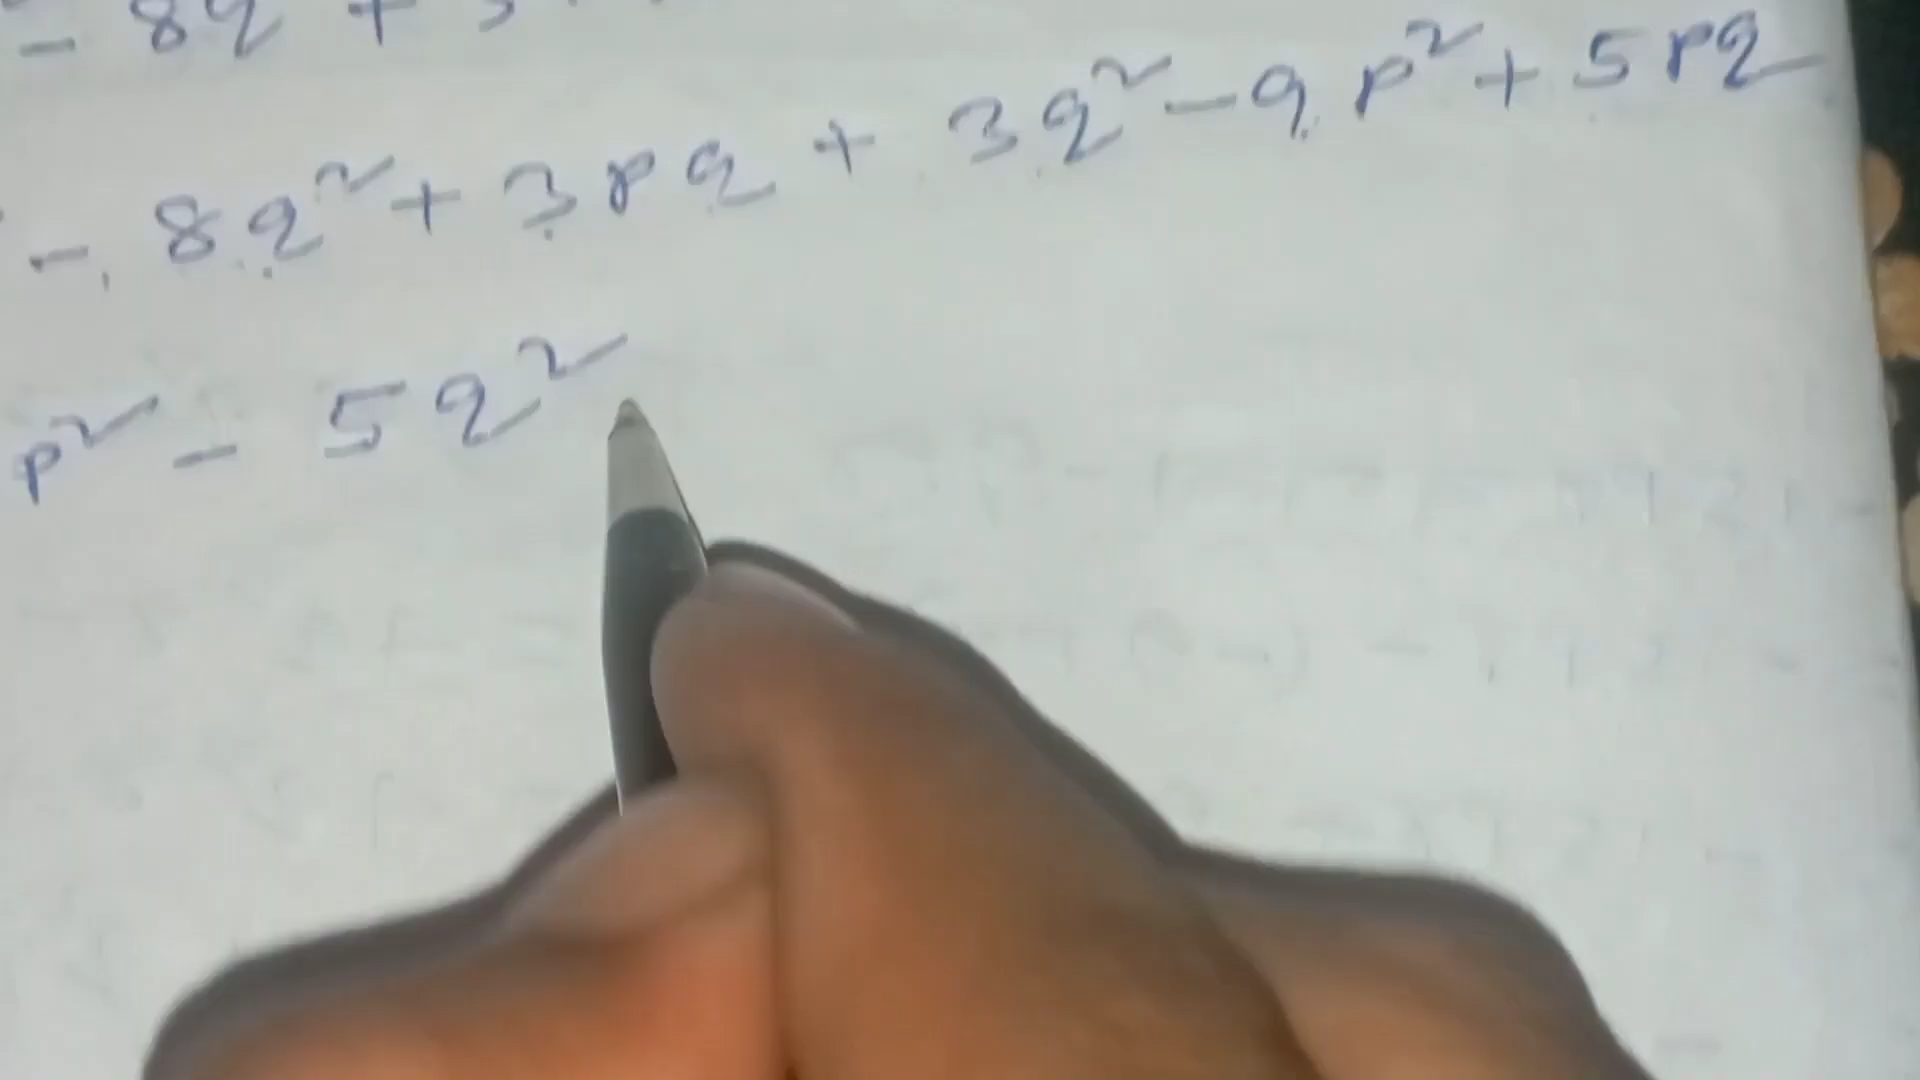 - 8q + 3
- 8q² + 3pq + 3q² - 9p² + 5pq
p² - 5q²